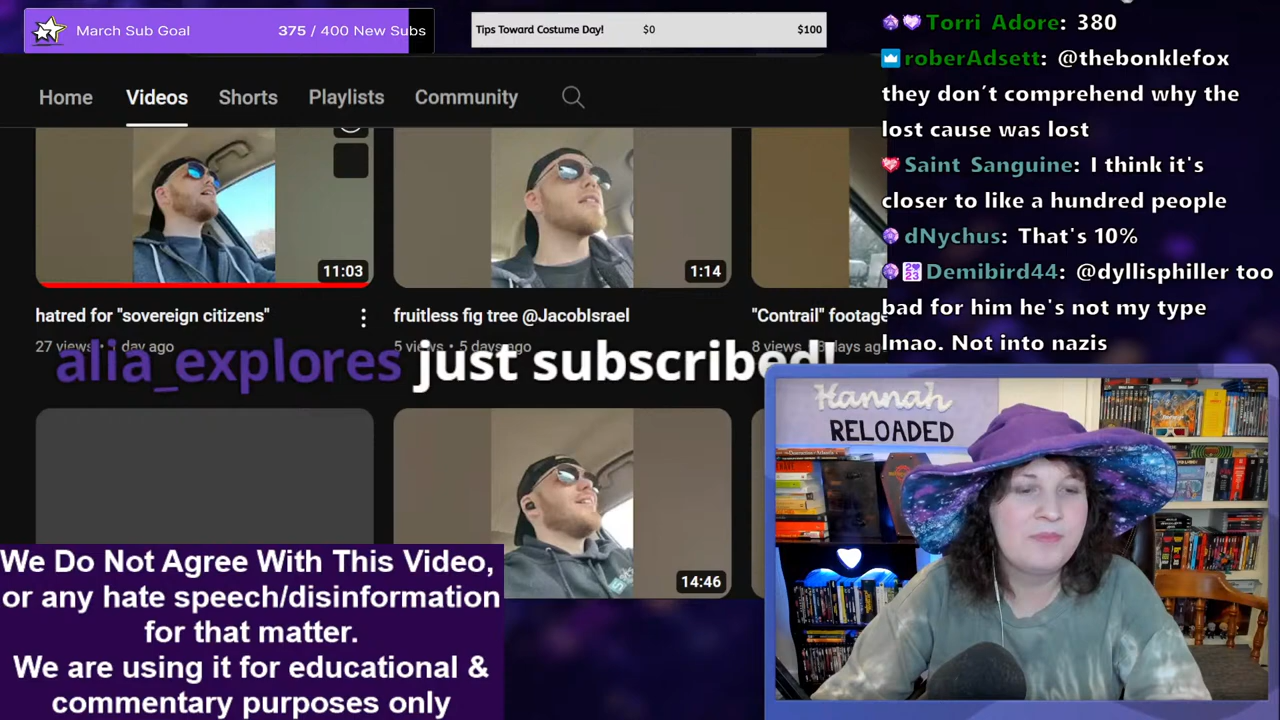 March Sub Goal
375 / 400 New Subs
Tips Toward Costume Day!
$0
$100
Home
Videos
Shorts
Playlists
Community
11:03
1:14
hatred for "sovereign citizens"
27 views • 1 day ago
fruitless fig tree @JacobIsrael
5 views • 5 days ago
"Contrail" footage
8 views
days ago
alia_explores just subscribed!
14:46
We Do Not Agree With This Video,
or any hate speech/disinformation
for that matter.
We are using it for educational &
commentary purposes only
Torri Adore: 380
roberAdsett: @thebonklefox
they don't comprehend why the
lost cause was lost
Saint Sanguine: I think it's
closer to like a hundred people
dNychus: That's 10%
Demibird44: @dyllisphiller too
bad for him he's not my type
lmao. Not into nazis
Hannah
RELOADED